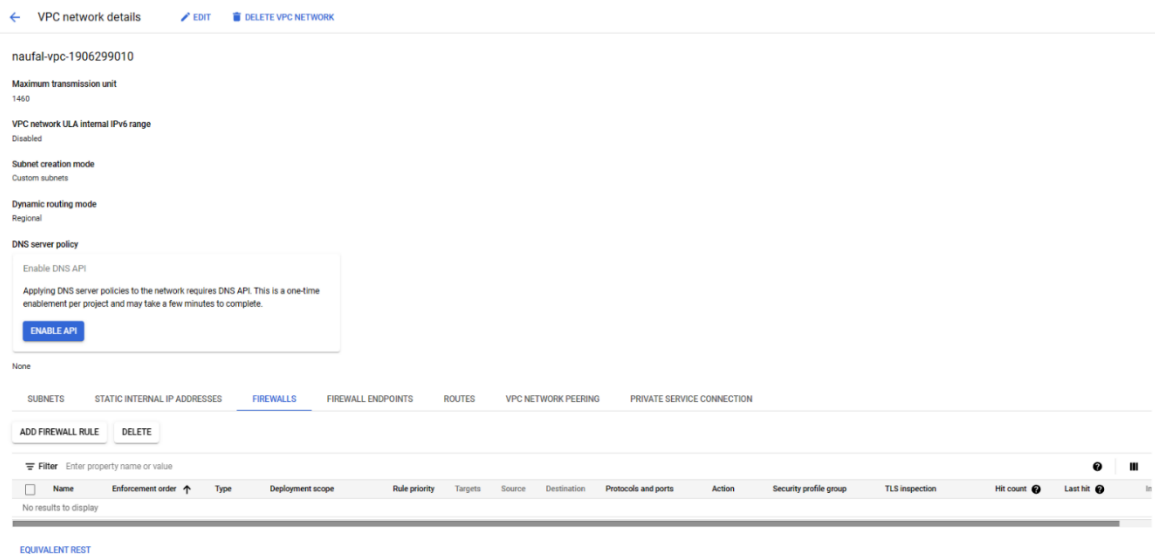 VPC network details EDIT DELETE VPC NETWORK
naufal-vpc-1906299010
Maximum transmission unit
1460
VPC network ULA internal IPv6 range
Disabled
Subnet creation mode
Custom subnets
Dynamic routing mode
Regional
DNS server policy
Enable DNS API
Applying DNS server policies to the network requires DNS API. This is a one-time
enablement per project and may take a few minutes to complete.
ENABLE API
None
SUBNETS STATIC INTERNAL IP ADDRESSES FIREWALLS FIREWALL ENDPOINTS ROUTES VPC NETWORK PEERING PRIVATE SERVICE CONNECTION
ADD FIREWALL RULE DELETE
Filter Enter property name or value
Name Enforcement order Type Deployment scope Rule priority Targets Source Destination Protocols and ports Action Security profile group TLS inspection Hit count Last hit
No results to display
EQUIVALENT REST